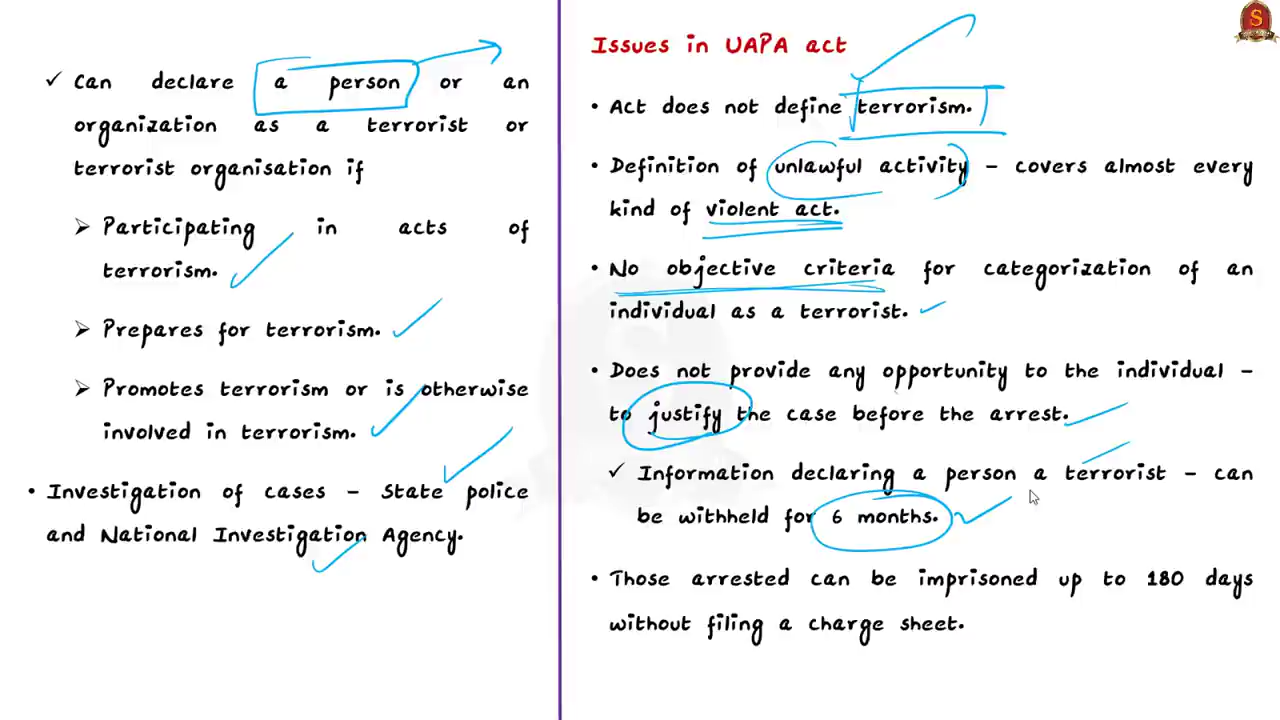 ✓ Can declare a person or an
organization as a terrorist or
terrorist organisation if
➢ Participating in acts of
terrorism.
➢ Prepares for terrorism.
➢ Promotes terrorism or is otherwise
involved in terrorism.
• Investigation of cases – State police
and National Investigation Agency.
Issues in UAPA act
• Act does not define terrorism.
• Definition of unlawful activity – covers almost every
kind of violent act.
• No objective criteria for categorization of an
individual as a terrorist.
• Does not provide any opportunity to the individual –
to justify the case before the arrest.
✓ Information declaring a person a terrorist – can
be withheld for 6 months.
• Those arrested can be imprisoned up to 180 days
without filing a charge sheet.
S